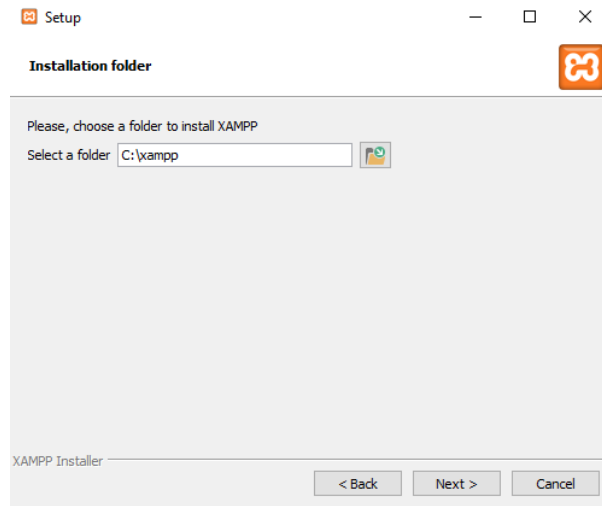 Setup
Installation folder
Please, choose a folder to install XAMPP
Select a folder C:\xampp
XAMPP Installer
< Back Next > Cancel